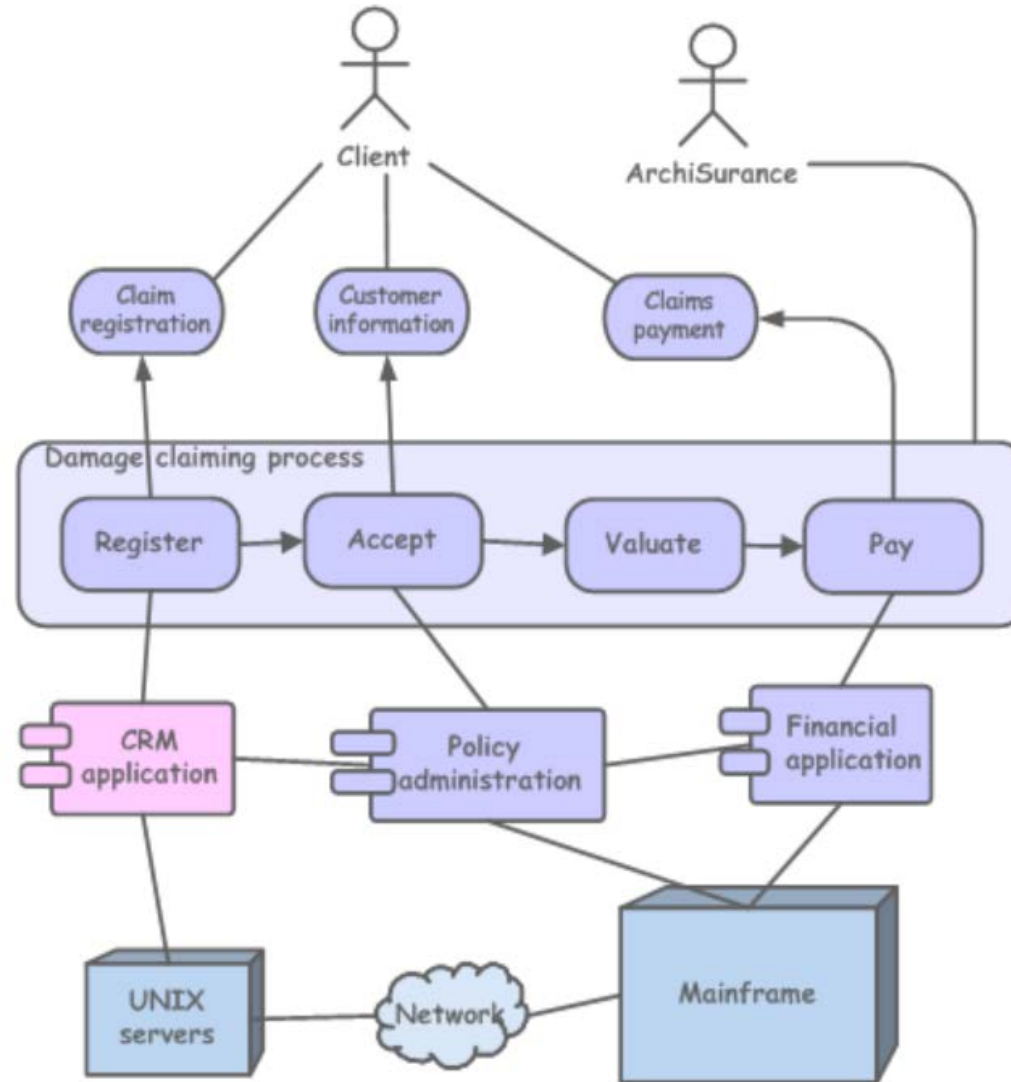 Client
ArchiSurance
Claim
registration
Customer
information
Claims
payment
Damage claiming process
Register
Accept
Valuate
Pay
CRM
application
Policy
administration
Financial
application
UNIX
servers
Network
Mainframe